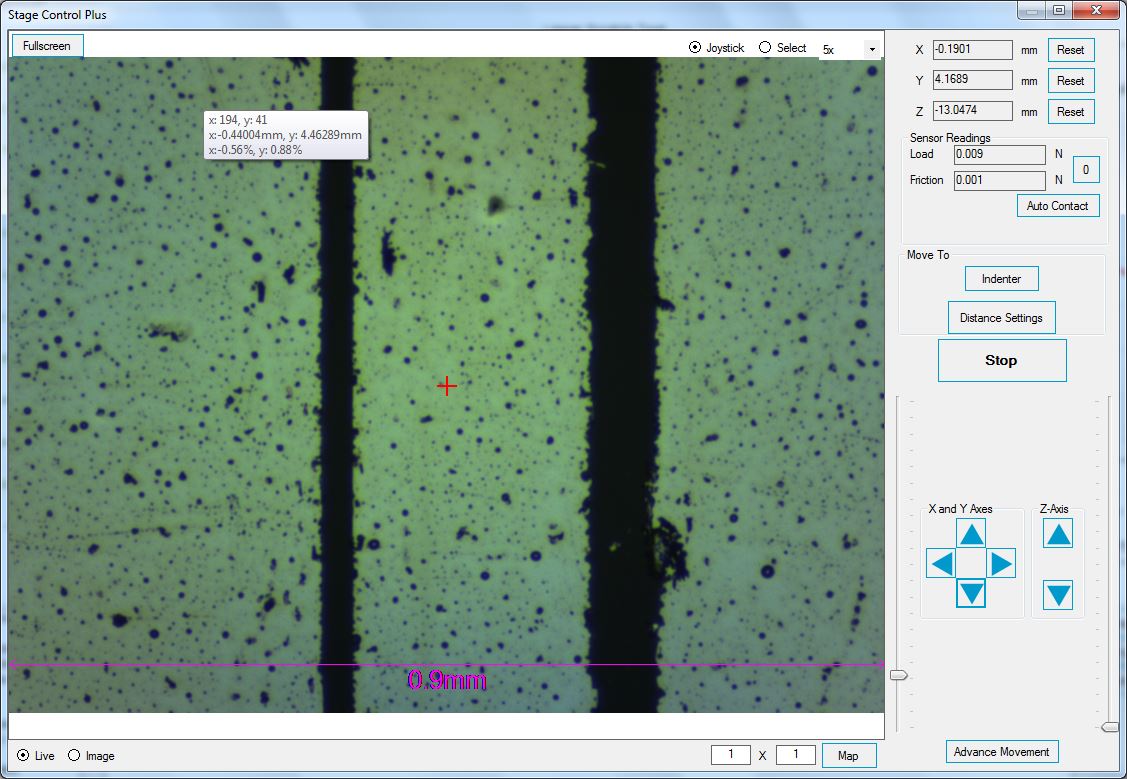 Stage Control Plus
Fullscreen
Joystick Select 5x
x: 194, y: 41
x:-0.44004mm, y: 4.46289mm
x:-0.56%, y: 0.88%
0.9mm
Live Image
1 X 1 Map
X -0.1901 mm Reset
Y 4.1689 mm Reset
Z -13.0474 mm Reset
Sensor Readings
Load 0.009 N
0
Friction 0.001 N
Auto Contact
Move To
Indenter
Distance Settings
Stop
X and Y Axes Z-Axis
Advance Movement